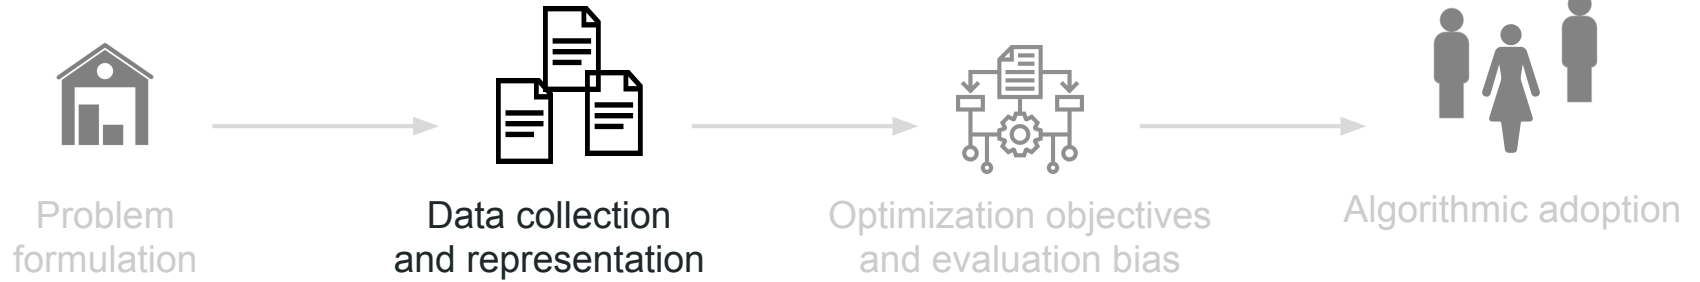 Problem
formulation
Data collection
and representation
Optimization objectives
and evaluation bias
Algorithmic adoption